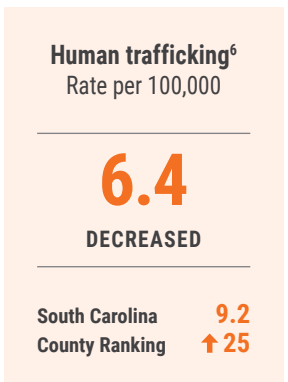 Human trafficking⁶
Rate per 100,000
6.4
DECREASED
South Carolina 9.2
County Ranking ↑ 25